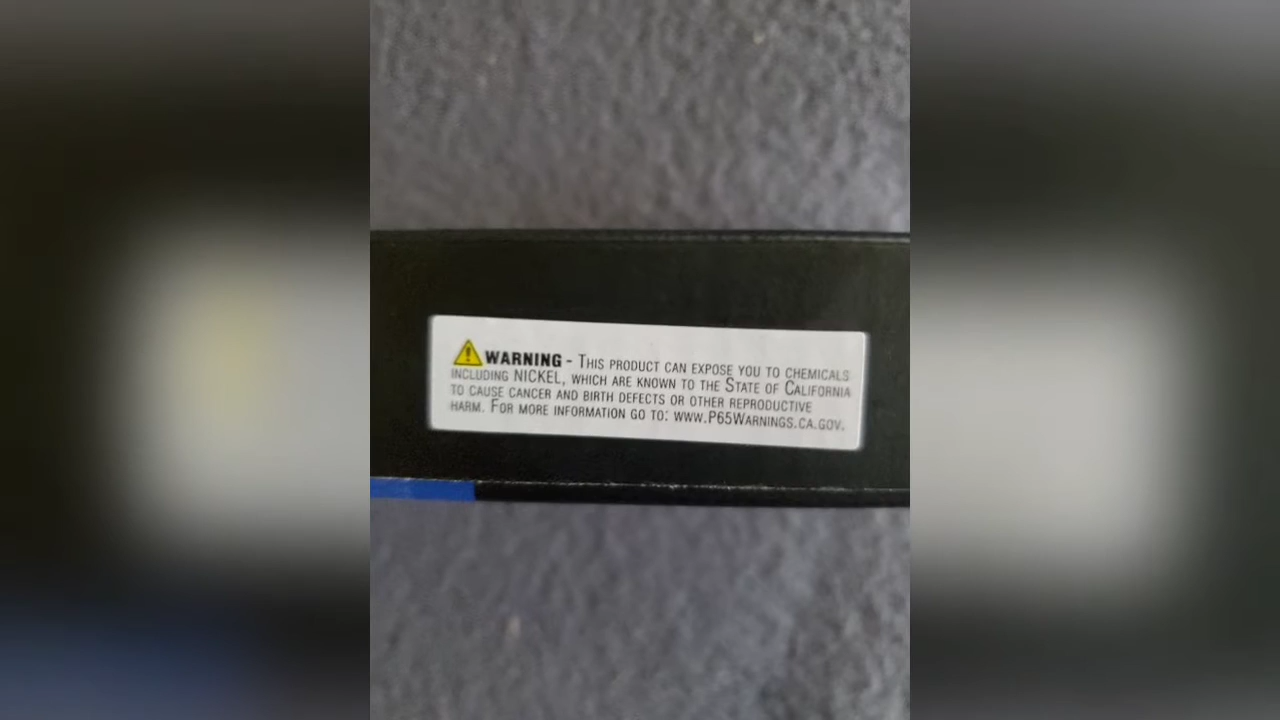 WARNING - THIS PRODUCT CAN EXPOSE YOU TO CHEMICALS
INCLUDING NICKEL, WHICH ARE KNOWN TO THE STATE OF CALIFORNIA
TO CAUSE CANCER AND BIRTH DEFECTS OR OTHER REPRODUCTIVE
HARM. FOR MORE INFORMATION GO TO: WWW.P65WARNINGS.CA.GOV.